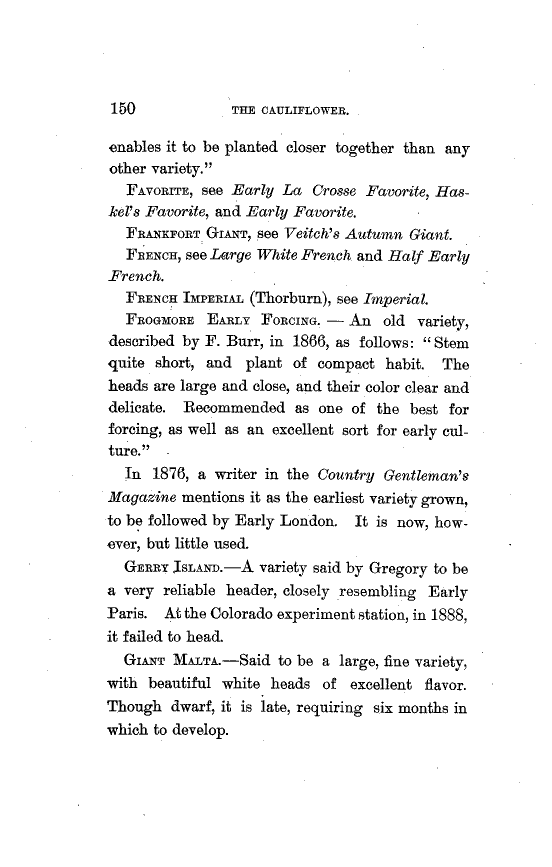 150 THE CAULIFLOWER.
enables it to be planted closer together than any
other variety.”
FAVORITE, see Early La Crosse Favorite, Has-
kel's Favorite, and Early Favorite.
FRANKFORT GIANT, see Veitch's Autumn Giant.
FRENCH, see Large White French and Half Early
French.
FRENCH IMPERIAL (Thorburn), see Imperial.
FROGMORE EARLY FORCING. — An old variety,
described by F. Burr, in 1866, as follows: “Stem
quite short, and plant of compact habit. The
heads are large and close, and their color clear and
delicate. Recommended as one of the best for
forcing, as well as an excellent sort for early cul-
ture.”
In 1876, a writer in the Country Gentleman's
Magazine mentions it as the earliest variety grown,
to be followed by Early London. It is now, how-
ever, but little used.
GERRY ISLAND.—A variety said by Gregory to be
a very reliable header, closely resembling Early
Paris. At the Colorado experiment station, in 1888,
it failed to head.
GIANT MALTA.—Said to be a large, fine variety,
with beautiful white heads of excellent flavor.
Though dwarf, it is late, requiring six months in
which to develop.